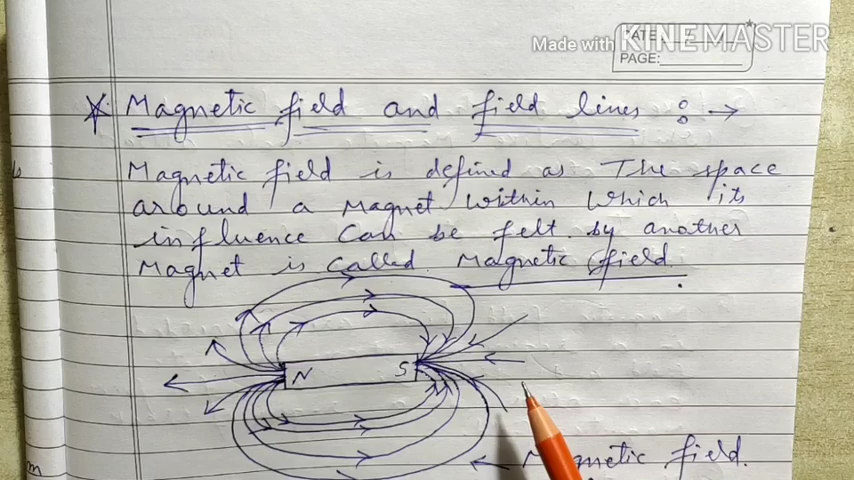 Made with KINEMASTER
DATE:
PAGE:
Magnetic field and field lines :→
Magnetic field is defined as The space
around a Magnet within which its
influence can be felt by another
Magnet is called Magnetic field.
N S
Magnetic field.